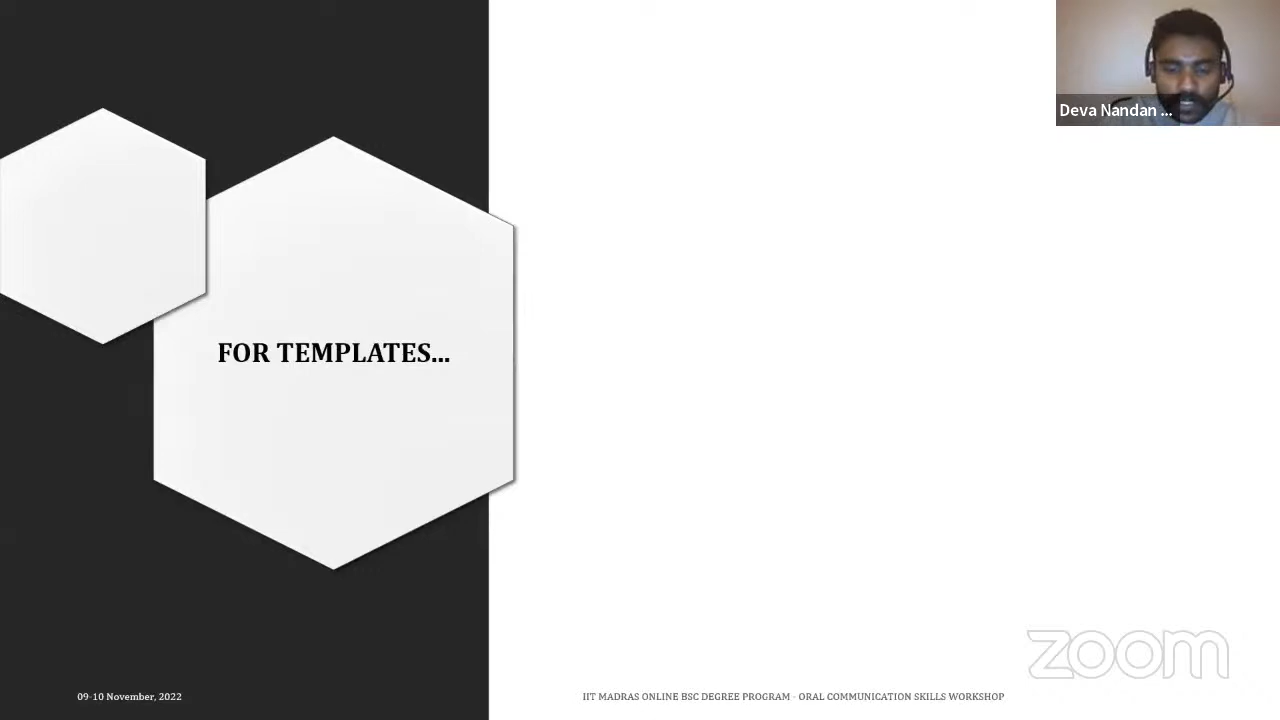 Deva Nandan ...
FOR TEMPLATES...
zoom
09-10 November, 2022
IIT MADRAS ONLINE BSC DEGREE PROGRAM - ORAL COMMUNICATION SKILLS WORKSHOP